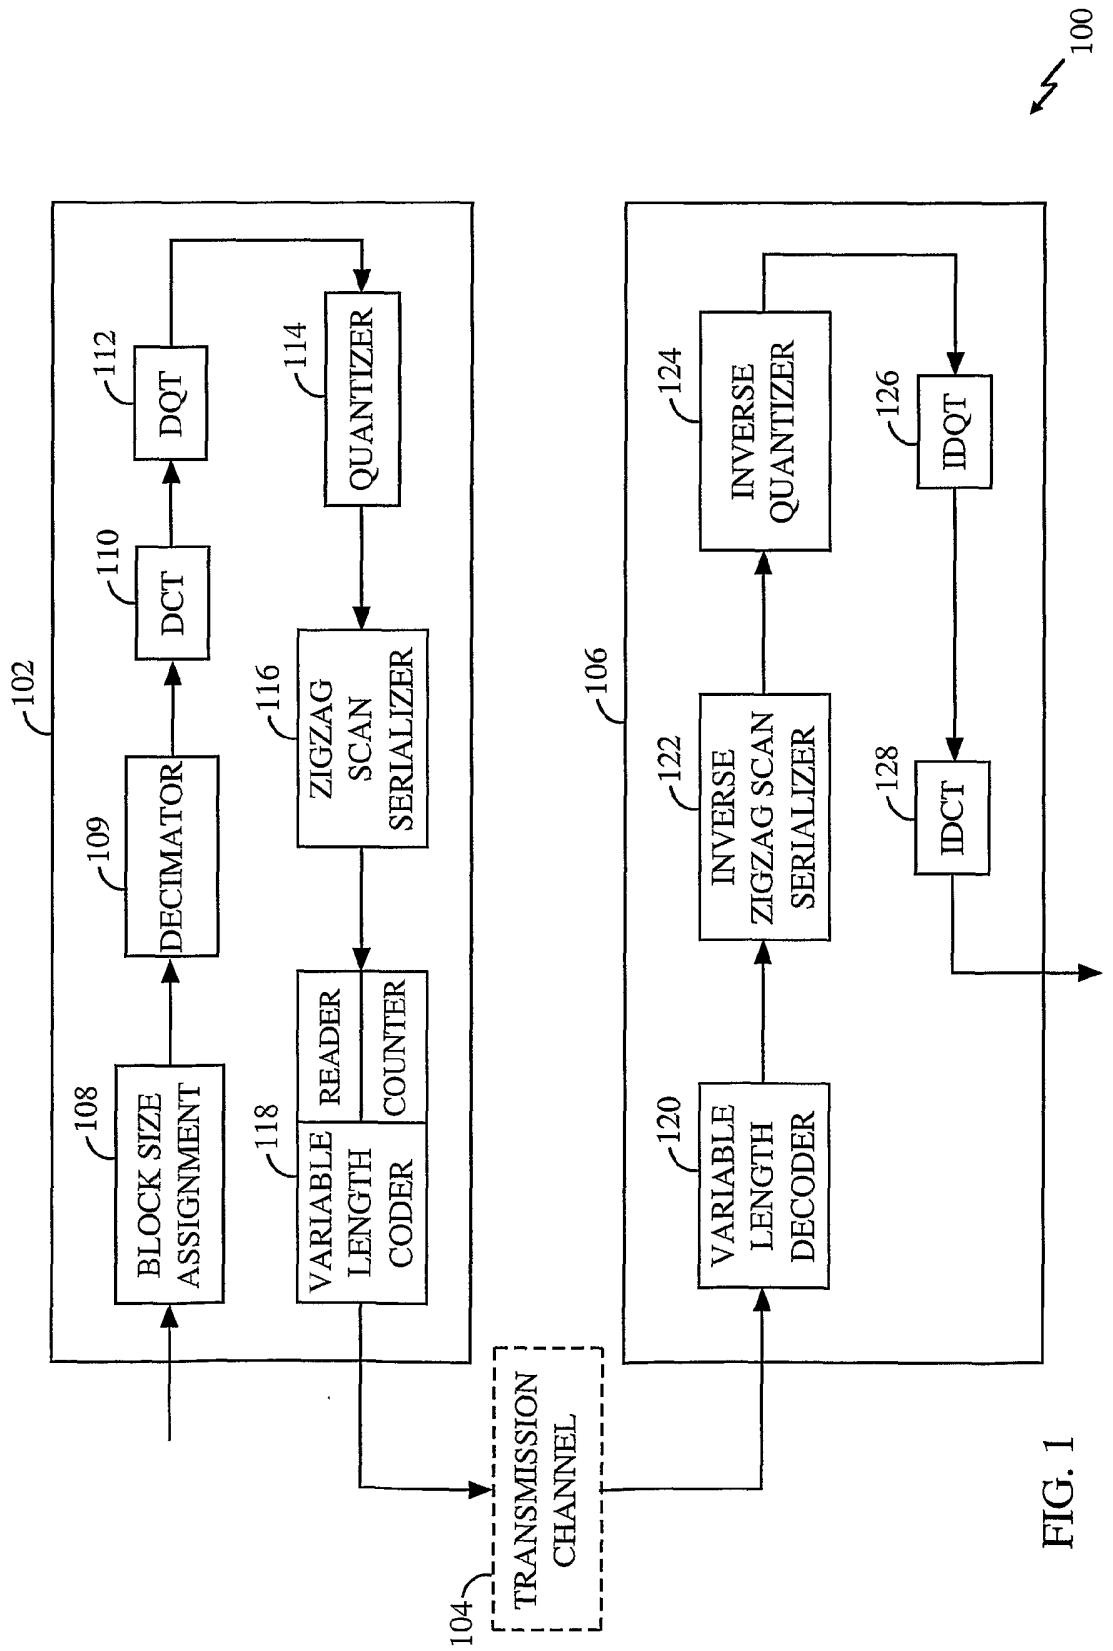 102
108
BLOCK SIZE
ASSIGNMENT
109
DECIMATOR
110
DCT
112
DQT
118
VARIABLE
LENGTH
CODER
READER
COUNTER
116
ZIGZAG
SCAN
SERIALIZER
114
QUANTIZER
104
TRANSMISSION
CHANNEL
106
120
VARIABLE
LENGTH
DECODER
122
INVERSE
ZIGZAG SCAN
SERIALIZER
124
INVERSE
QUANTIZER
128
IDCT
126
IDQT
FIG. 1
100